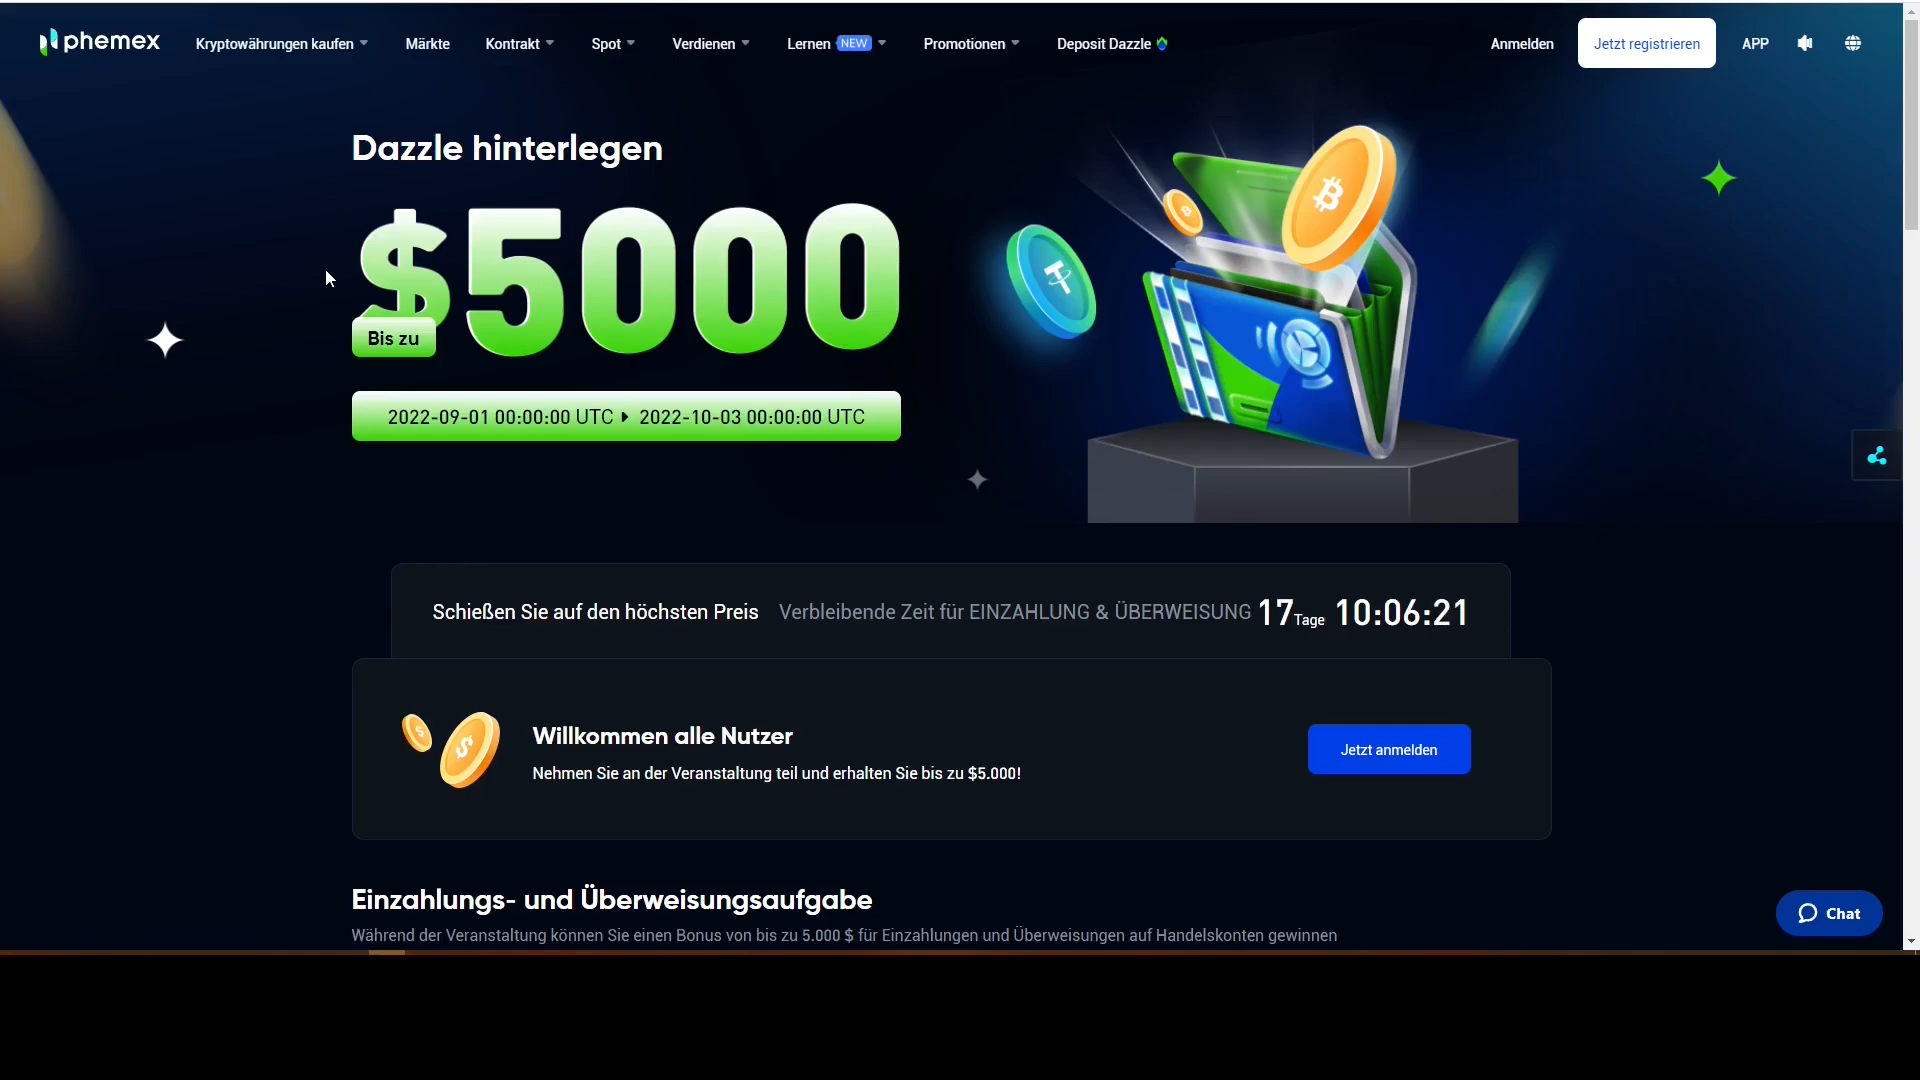 phemex
Kryptowährungen kaufen
Märkte
Kontrakt
Spot
Verdienen
Lernen NEW
Promotionen
Deposit Dazzle
Anmelden
Jetzt registrieren
APP
Dazzle hinterlegen
$5000
Bis zu
2022-09-01 00:00:00 UTC 2022-10-03 00:00:00 UTC
Schießen Sie auf den höchsten Preis Verbleibende Zeit für EINZAHLUNG & ÜBERWEISUNG 17 Tage 10:06:21
Willkommen alle Nutzer
Nehmen Sie an der Veranstaltung teil und erhalten Sie bis zu $5.000!
Jetzt anmelden
Einzahlungs- und Überweisungsaufgabe
Während der Veranstaltung können Sie einen Bonus von bis zu 5.000 $ für Einzahlungen und Überweisungen auf Handelskonten gewinnen
Chat